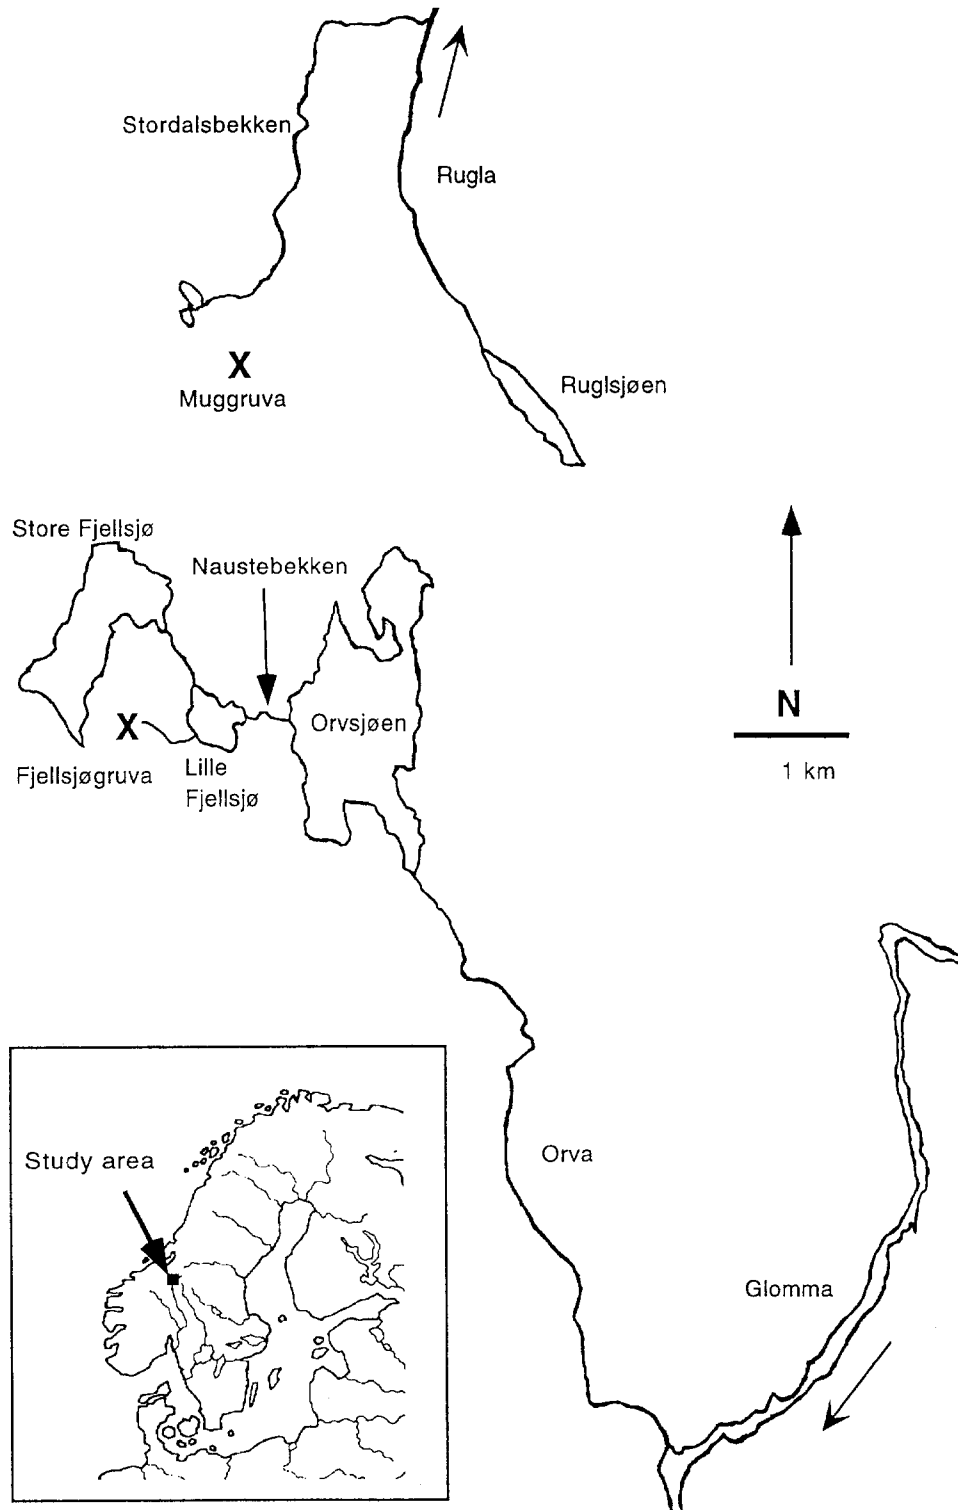 Stordalsbekken
Rugla
X
Muggruva
Ruglsjøen
Store Fjellsjø
Naustebekken
Orvsjøen
X
Fjellsjøgruva
Lille
Fjellsjø
N
1 km
Study area
Orva
Glomma